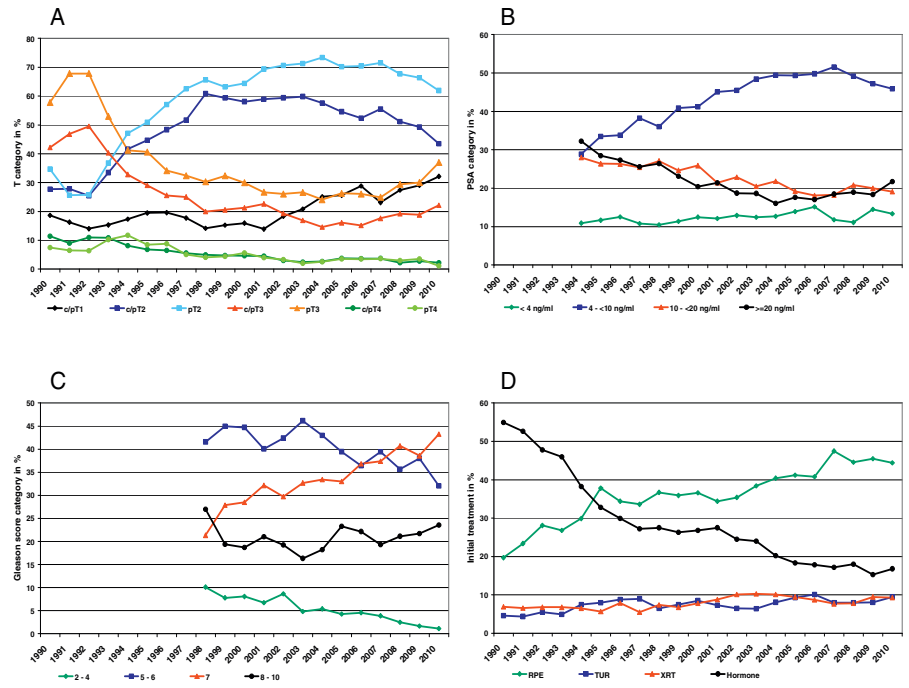 A
T category in %
80
70
60
50
40
30
20
10
0
1990 1991 1992 1993 1994 1995 1996 1997 1998 1999 2000 2001 2002 2003 2004 2005 2006 2007 2008 2009 2010
c/pT1 c/pT2 pT2 c/pT3 pT3 c/pT4 pT4
B
PSA category in %
60
50
40
30
20
10
0
1990 1991 1992 1993 1994 1995 1996 1997 1998 1999 2000 2001 2002 2003 2004 2005 2006 2007 2008 2009 2010
< 4 ng/ml 4 - <10 ng/ml 10 - <20 ng/ml >=20 ng/ml
C
Gleason score category in %
50
45
40
35
30
25
20
15
10
5
0
1990 1991 1992 1993 1994 1995 1996 1997 1998 1999 2000 2001 2002 2003 2004 2005 2006 2007 2008 2009 2010
2 - 4 5 - 6 7 8 - 10
D
Initial treatment in %
60
50
40
30
20
10
0
1990 1991 1992 1993 1994 1995 1996 1997 1998 1999 2000 2001 2002 2003 2004 2005 2006 2007 2008 2009 2010
RPE TUR XRT Hormone